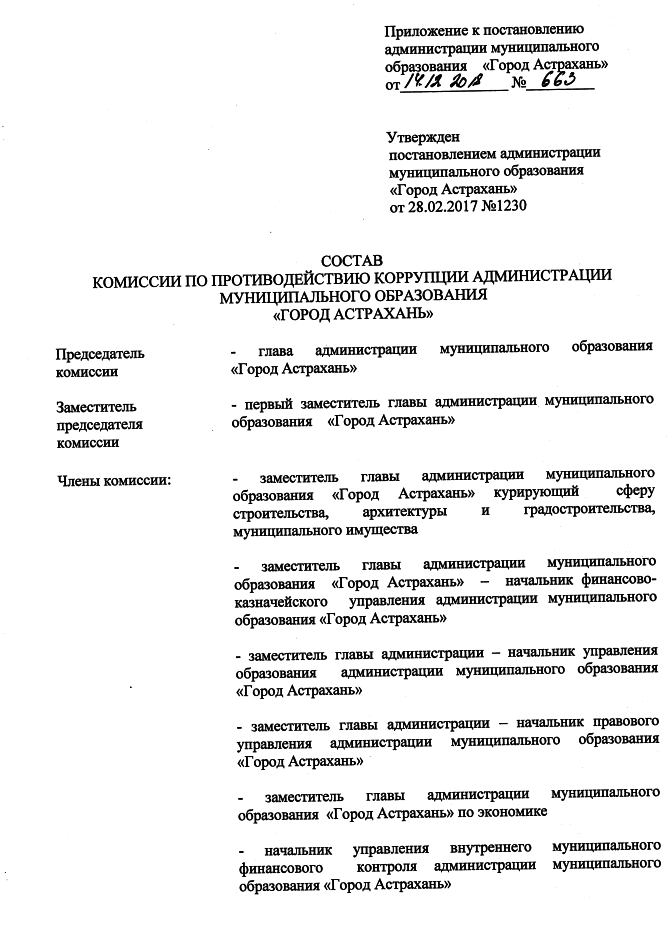 Приложение к постановлению
администрации муниципального
образования «Город Астрахань»
от 14.12.2018 № 663
Утвержден
постановлением администрации
муниципального образования
«Город Астрахань»
от 28.02.2017 №1230
СОСТАВ
КОМИССИИ ПО ПРОТИВОДЕЙСТВИЮ КОРРУПЦИИ АДМИНИСТРАЦИИ
МУНИЦИПАЛЬНОГО ОБРАЗОВАНИЯ
«ГОРОД АСТРАХАНЬ»
Председатель
комиссии
- глава администрации муниципального образования
«Город Астрахань»
Заместитель
председателя
комиссии
- первый заместитель главы администрации муниципального
образования «Город Астрахань»
Члены комиссии:
- заместитель главы администрации муниципального
образования «Город Астрахань» курирующий сферу
строительства, архитектуры и градостроительства,
муниципального имущества
- заместитель главы администрации муниципального
образования «Город Астрахань» – начальник финансово-
казначейского управления администрации муниципального
образования «Город Астрахань»
- заместитель главы администрации – начальник управления
образования администрации муниципального образования
«Город Астрахань»
- заместитель главы администрации – начальник правового
управления администрации муниципального образования
«Город Астрахань»
- заместитель главы администрации муниципального
образования «Город Астрахань» по экономике
- начальник управления внутреннего муниципального
финансового контроля администрации муниципального
образования «Город Астрахань»